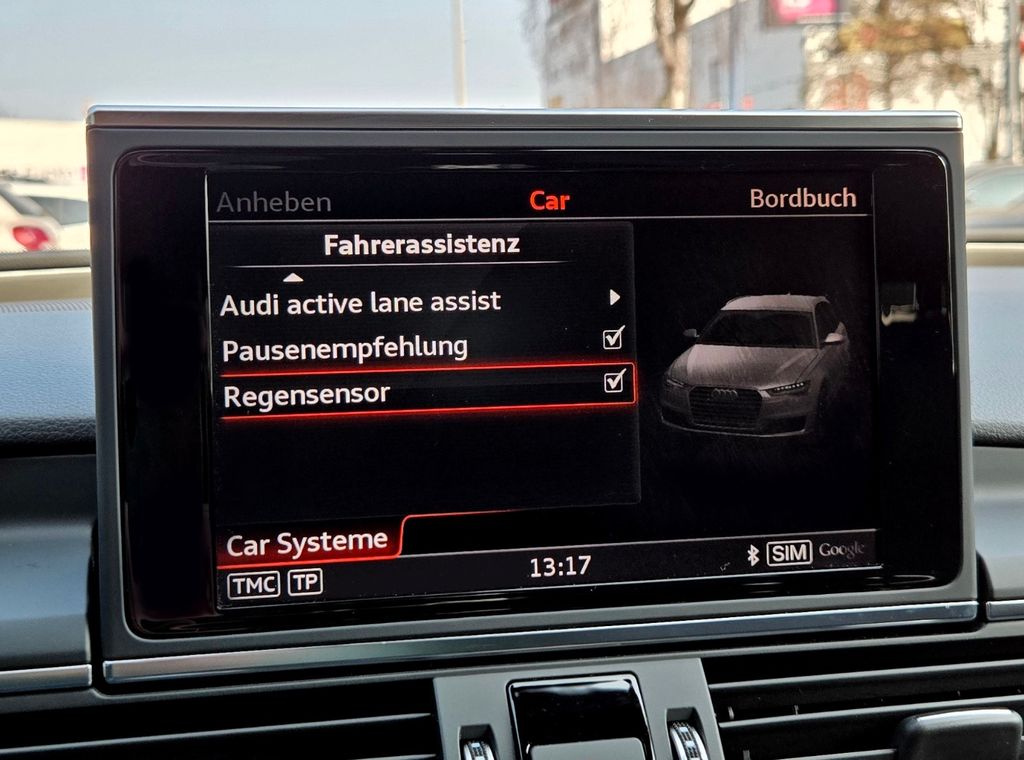 Anheben Car Bordbuch
Fahrerassistenz
Audi active lane assist
Pausenempfehlung
Regensensor
Car Systeme
TMC TP 13:17 SIM Google